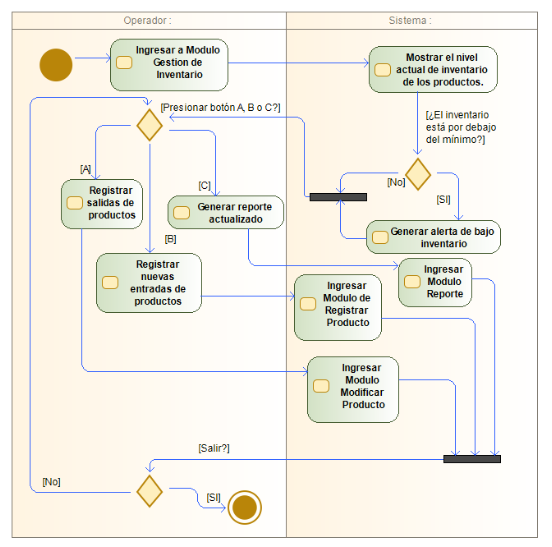 Operador :
Sistema :
Ingresar a Modulo
Gestion de
Inventario
Mostrar el nivel
actual de inventario
de los productos.
[Presionar botón A, B o C?]
[¿El inventario
está por debajo
del mínimo?]
[A]
[C]
[B]
[No]
[SI]
Registrar
salidas de
productos
Generar reporte
actualizado
Generar alerta de bajo
inventario
Registrar
nuevas
entradas de
productos
Ingresar
Modulo de
Registrar
Producto
Ingresar
Modulo
Reporte
Ingresar
Modulo
Modificar
Producto
[Salir?]
[No]
[SI]